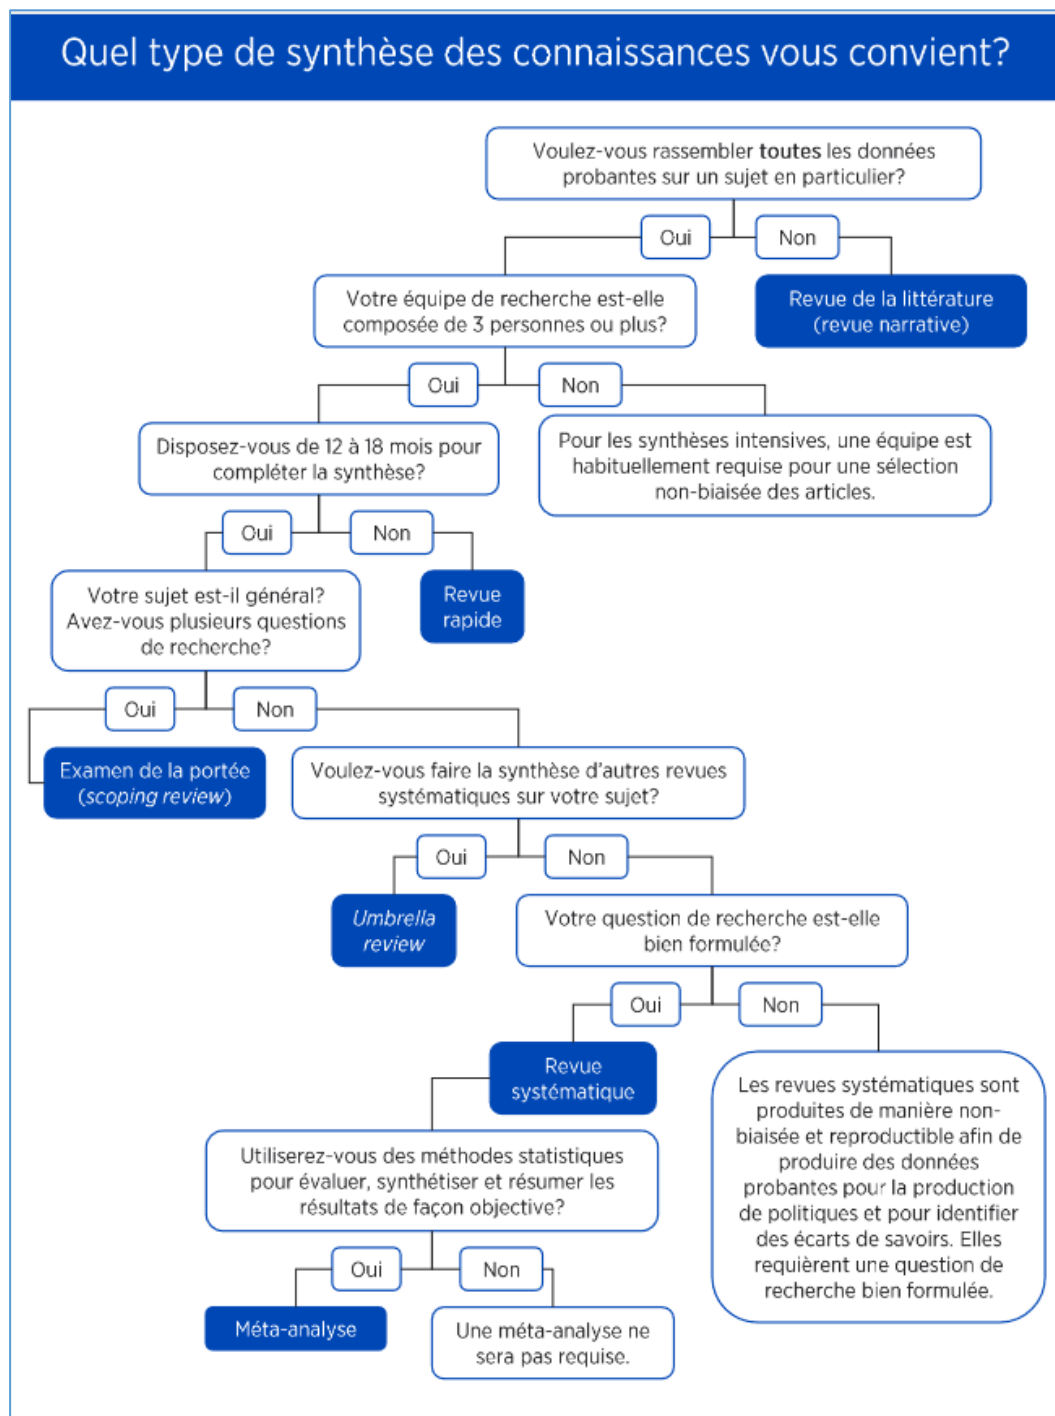 Quel type de synthèse des connaissances vous convient?
Voulez-vous rassembler toutes les données
probantes sur un sujet en particulier?
Oui
Non
Revue de la littérature
(revue narrative)
Votre équipe de recherche est-elle
composée de 3 personnes ou plus?
Oui
Non
Pour les synthèses intensives, une équipe est
habituellement requise pour une sélection
non-biaisée des articles.
Disposez-vous de 12 à 18 mois pour
compléter la synthèse?
Oui
Non
Revue
rapide
Votre sujet est-il général?
Avez-vous plusieurs questions
de recherche?
Oui
Non
Examen de la portée
(scoping review)
Voulez-vous faire la synthèse d'autres revues
systématiques sur votre sujet?
Oui
Non
Umbrella
review
Votre question de recherche est-elle
bien formulée?
Oui
Non
Revue
systématique
Les revues systématiques sont
produites de manière non-
biaisée et reproductible afin de
produire des données
probantes pour la production
de politiques et pour identifier
des écarts de savoirs. Elles
requièrent une question de
recherche bien formulée.
Utiliserez-vous des méthodes statistiques
pour évaluer, synthétiser et résumer les
résultats de façon objective?
Oui
Non
Méta-analyse
Une méta-analyse ne
sera pas requise.